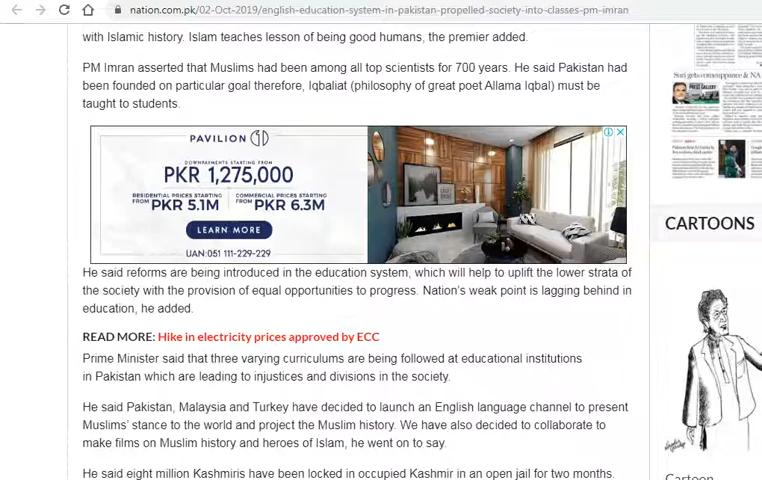 nation.com.pk/02-Oct-2019/english-education-system-in-pakistan-propelled-society-into-classes-pm-imran
with Islamic history. Islam teaches lesson of being good humans, the premier added.
PM Imran asserted that Muslims had been among all top scientists for 700 years. He said Pakistan had
been founded on particular goal therefore, Iqbaliat (philosophy of great poet Allama Iqbal) must be
taught to students.
PAVILION
DOWNPAYMENTS STARTING FROM
PKR 1,275,000
RESIDENTIAL PRICES STARTING
FROM PKR 5.1M
COMMERCIAL PRICES STARTING
FROM PKR 6.3M
LEARN MORE
UAN:051 111-229-229
He said reforms are being introduced in the education system, which will help to uplift the lower strata of
the society with the provision of equal opportunities to progress. Nation's weak point is lagging behind in
education, he added.
READ MORE: Hike in electricity prices approved by ECC
Prime Minister said that three varying curriculums are being followed at educational institutions
in Pakistan which are leading to injustices and divisions in the society.
He said Pakistan, Malaysia and Turkey have decided to launch an English language channel to present
Muslims' stance to the world and project the Muslim history. We have also decided to collaborate to
make films on Muslim history and heroes of Islam, he went on to say.
He said eight million Kashmiris have been locked in occupied Kashmir in an open jail for two months.
PRESS GALLERY
CARTOONS
Cartoon